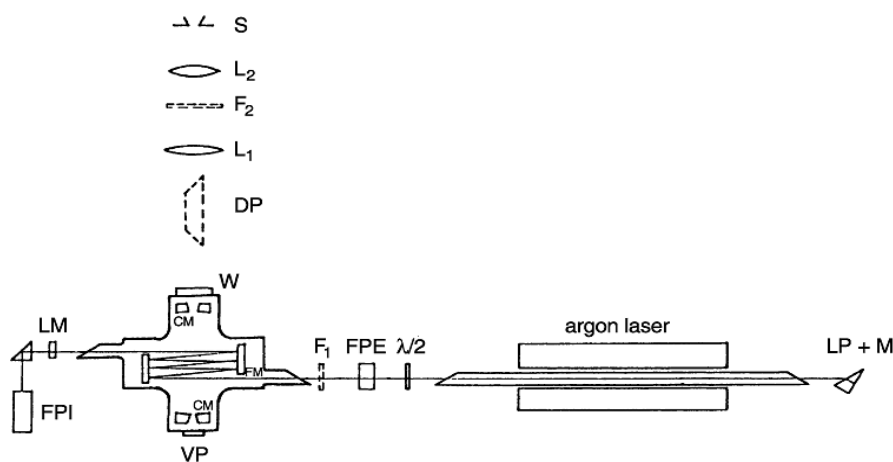 S
L₂
F₂
L₁
DP
W
CM
LM
argon laser
F₁ FPE λ/2
LP + M
FM
FPI
CM
VP